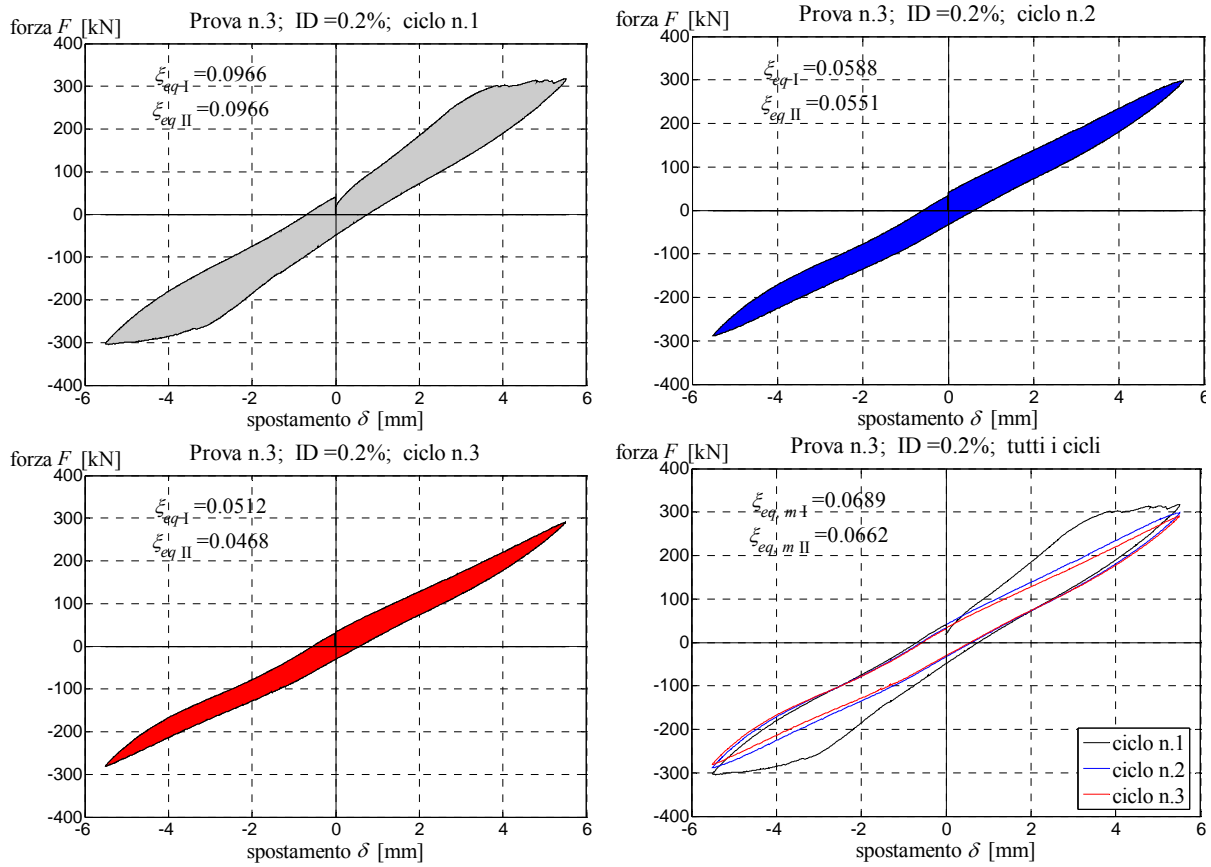 Prova n.3; ID =0.2%; ciclo n.1
forza F [kN]
ξeq I =0.0966
ξeq II =0.0966
400
300
200
100
0
-100
-200
-300
-400
-6 -4 -2 0 2 4 6
spostamento δ [mm]
Prova n.3; ID =0.2%; ciclo n.2
forza F [kN]
ξeq I =0.0588
ξeq II =0.0551
400
300
200
100
0
-100
-200
-300
-400
-6 -4 -2 0 2 4 6
spostamento δ [mm]
Prova n.3; ID =0.2%; ciclo n.3
forza F [kN]
ξeq I =0.0512
ξeq II =0.0468
400
300
200
100
0
-100
-200
-300
-400
-6 -4 -2 0 2 4 6
spostamento δ [mm]
Prova n.3; ID =0.2%; tutti i cicli
forza F [kN]
ξeq, m I =0.0689
ξeq, m II =0.0662
400
300
200
100
0
-100
-200
-300
-400
-6 -4 -2 0 2 4 6
spostamento δ [mm]
ciclo n.1
ciclo n.2
ciclo n.3